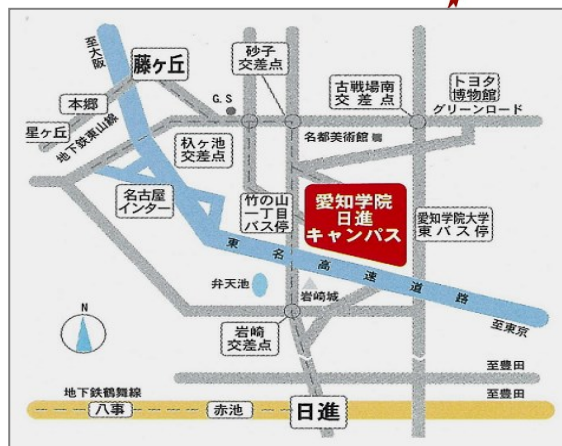 至大阪
藤ヶ丘
砂子
交差点
古戦場南
交差点
トヨタ
博物館
グリーンロード
G.S
本郷
星ヶ丘
地下鉄東山線
杁ヶ池
交差点
名都美術館
名古屋
インター
竹の山
一丁目
バス停
愛知学院
日進
キャンパス
愛知学院大学
東バス停
東名高速道路
弁天池
岩崎城
N
岩崎
交差点
至東京
至豊田
地下鉄鶴舞線
至豊田
八事
赤池
日進